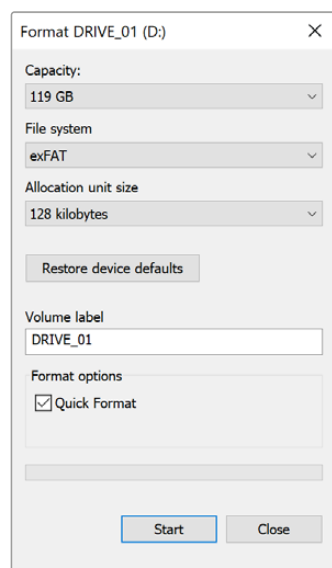 Format DRIVE_01 (D:)
Capacity:
119 GB
File system
exFAT
Allocation unit size
128 kilobytes
Restore device defaults
Volume label
DRIVE_01
Format options
Quick Format
Start
Close